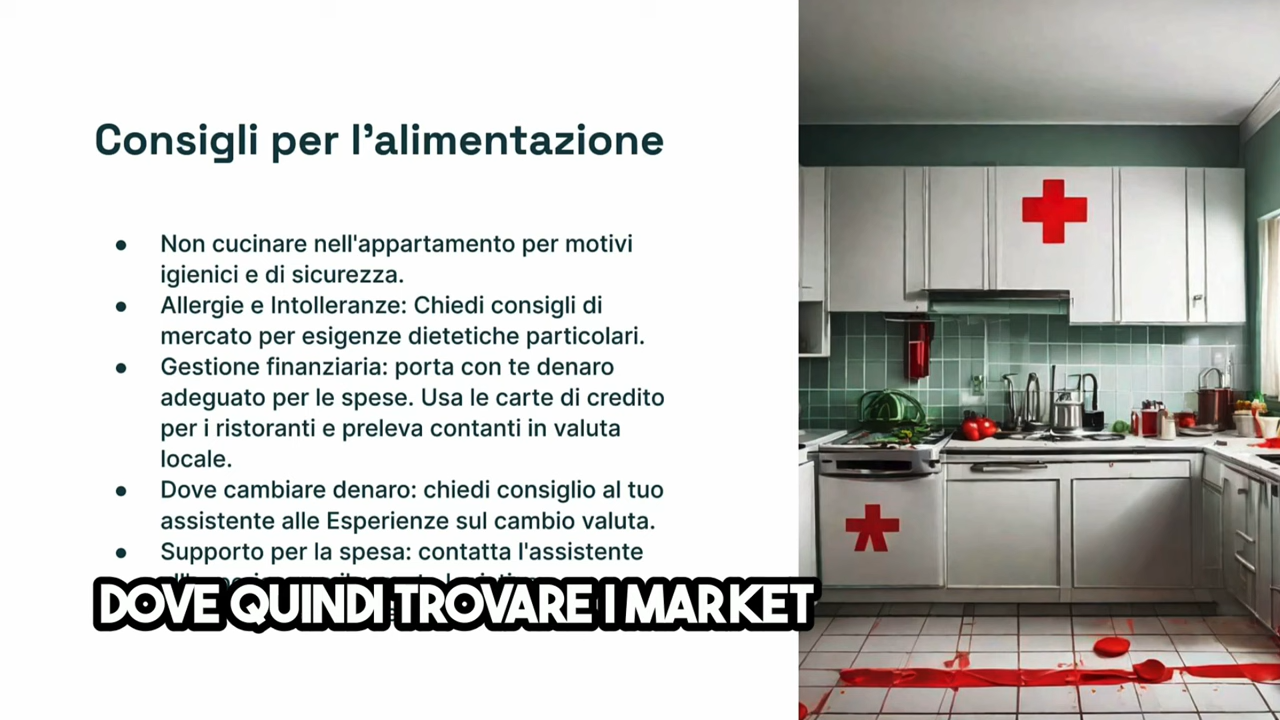 Consigli per l'alimentazione
● Non cucinare nell'appartamento per motivi
igienici e di sicurezza.
● Allergie e Intolleranze: Chiedi consigli di
mercato per esigenze dietetiche particolari.
● Gestione finanziaria: porta con te denaro
adeguato per le spese. Usa le carte di credito
per i ristoranti e preleva contanti in valuta
locale.
● Dove cambiare denaro: chiedi consiglio al tuo
assistente alle Esperienze sul cambio valuta.
● Supporto per la spesa: contatta l'assistente
DOVE QUINDI TROVARE I MARKET